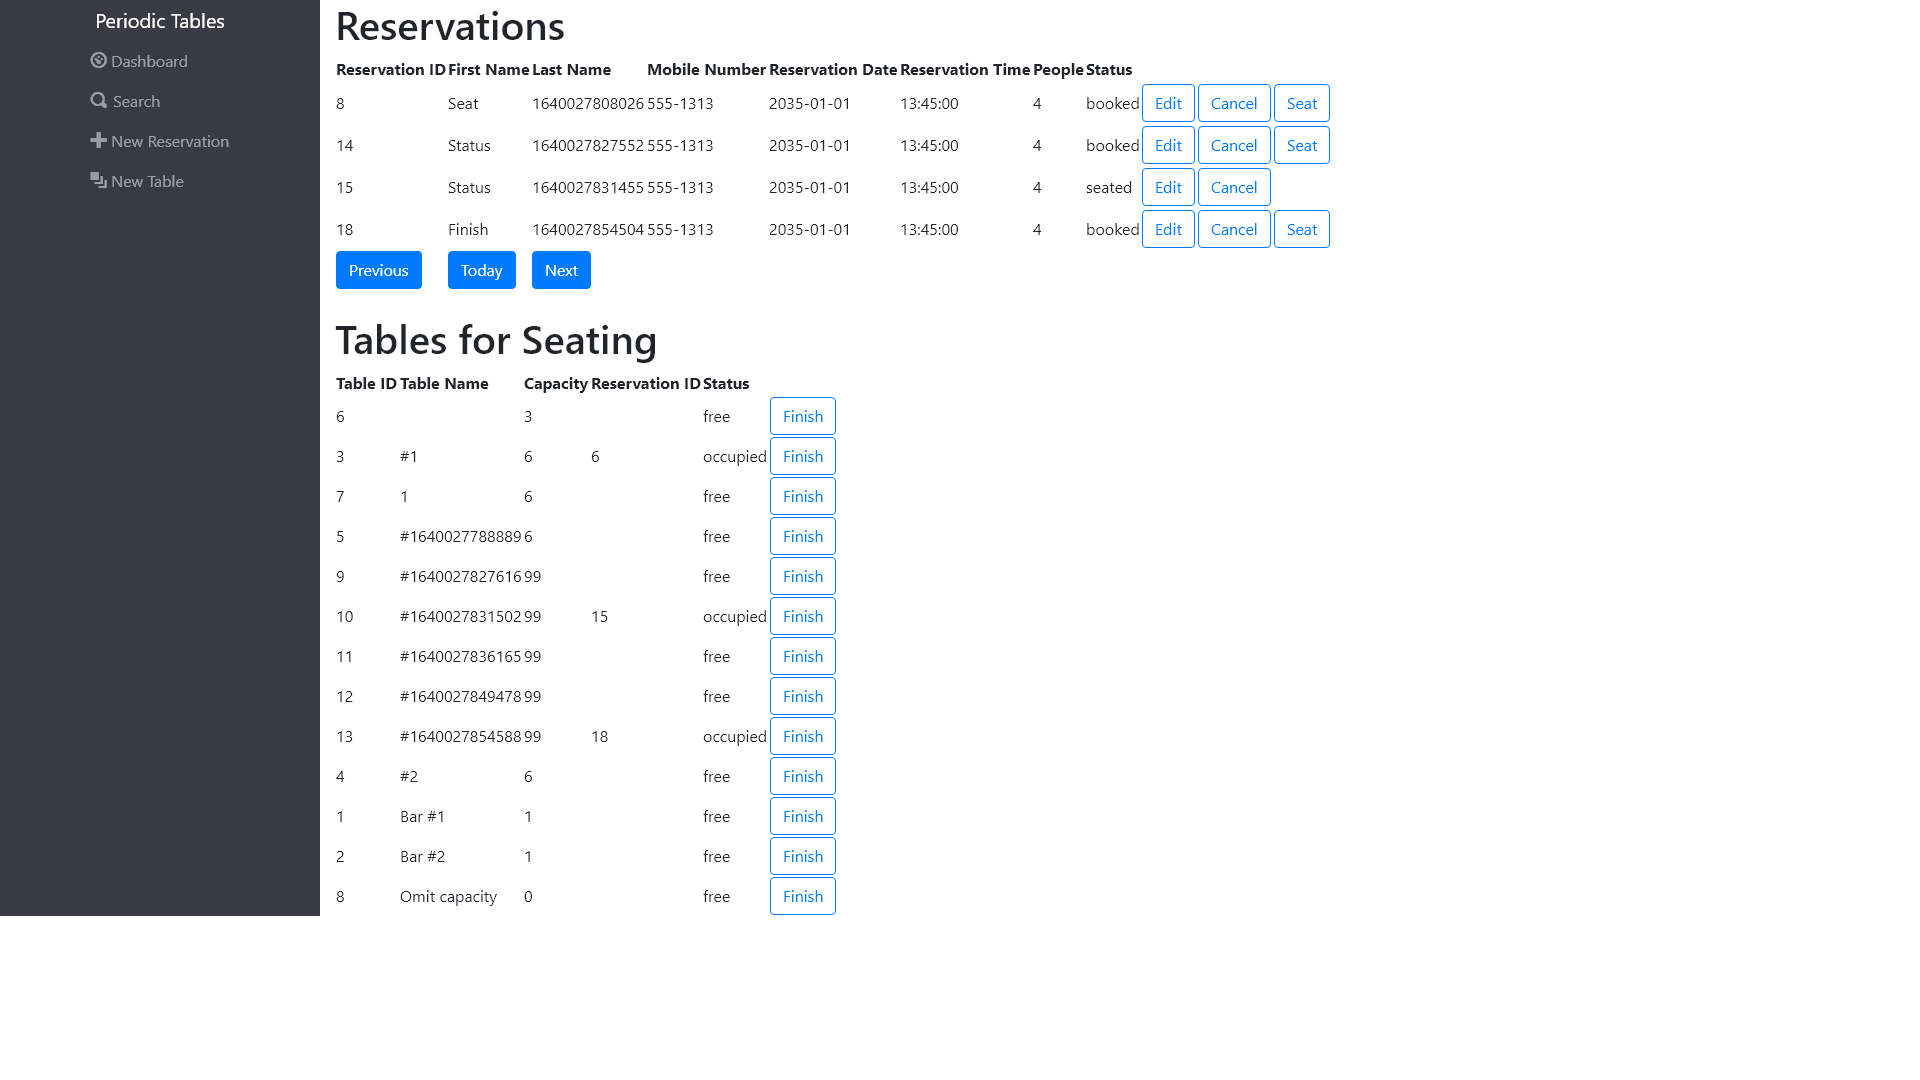 Periodic Tables
Dashboard
Search
New Reservation
New Table
Reservations
Reservation ID First Name Last Name Mobile Number Reservation Date Reservation Time People Status
8 Seat 1640027808026 555-1313 2035-01-01 13:45:00 4 booked Edit Cancel Seat
14 Status 1640027827552 555-1313 2035-01-01 13:45:00 4 booked Edit Cancel Seat
15 Status 1640027831455 555-1313 2035-01-01 13:45:00 4 seated Edit Cancel
18 Finish 1640027854504 555-1313 2035-01-01 13:45:00 4 booked Edit Cancel Seat
Previous Today Next
Tables for Seating
Table ID Table Name Capacity Reservation ID Status
6 3 free Finish
3 #1 6 6 occupied Finish
7 1 6 free Finish
5 #1640027788889 6 free Finish
9 #1640027827616 99 free Finish
10 #1640027831502 99 15 occupied Finish
11 #1640027836165 99 free Finish
12 #1640027849478 99 free Finish
13 #1640027854588 99 18 occupied Finish
4 #2 6 free Finish
1 Bar #1 1 free Finish
2 Bar #2 1 free Finish
8 Omit capacity 0 free Finish